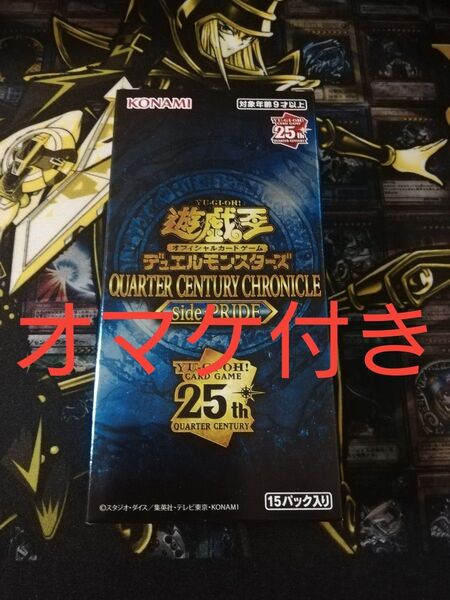 KONAMI
対象年齢9才以上
YU-GI-OH!
CARD GAME
25th
QUARTER CENTURY
YU-GI-OH!
遊戯王
オフィシャルカードゲーム
デュエルモンスターズ
QUARTER CENTURY CHRONICLE
side:PRIDE
オマケ付き
YU-GI-OH!
CARD GAME
25th
QUARTER CENTURY
15パック入り
©スタジオ・ダイス/集英社・テレビ東京・KONAMI